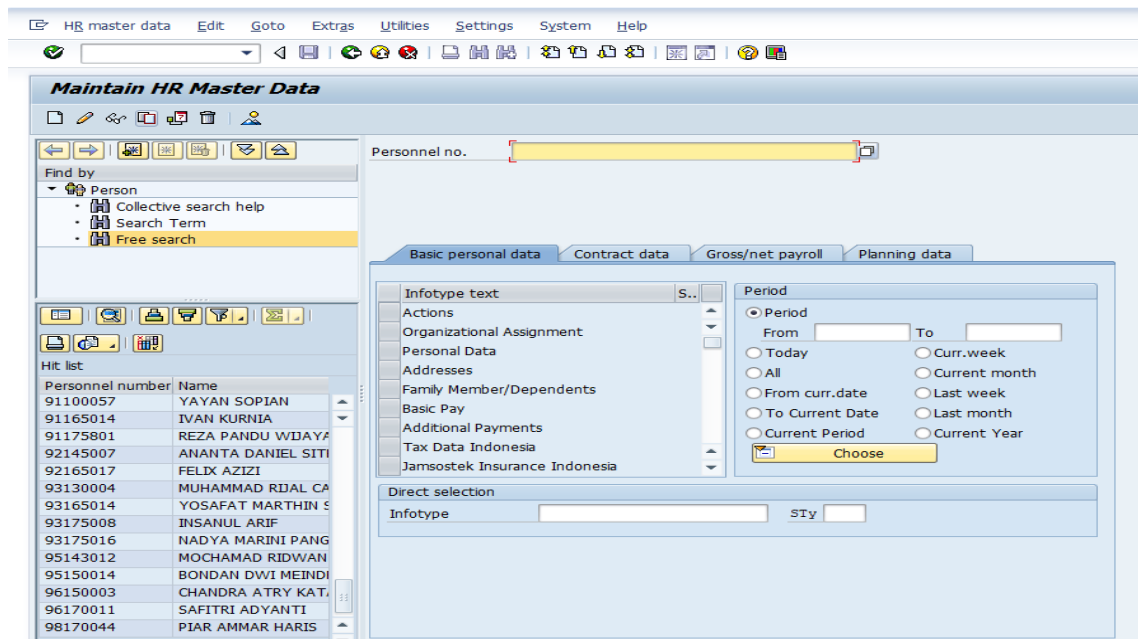 HR master data Edit Goto Extras Utilities Settings System Help
Maintain HR Master Data
Find by
Person
Collective search help
Search Term
Free search
Hit list
Personnel number Name
91100057 YAYAN SOPIAN
91165014 IVAN KURNIA
91175801 REZA PANDU WIJAYA
92145007 ANANTA DANIEL SITI
92165017 FELIX AZIZI
93130004 MUHAMMAD RIJAL CA
93165014 YOSAFAT MARTHIN S
93175008 INSANUL ARIF
93175016 NADYA MARINI PANG
95143012 MOCHAMAD RIDWAN
95150014 BONDAN DWI MEINDI
96150003 CHANDRA ATRY KAT
96170011 SAFITRI ADYANTI
98170044 PIAR AMMAR HARIS
Personnel no.
Basic personal data Contract data Gross/net payroll Planning data
Infotype text S..
Actions
Organizational Assignment
Personal Data
Addresses
Family Member/Dependents
Basic Pay
Additional Payments
Tax Data Indonesia
Jamsostek Insurance Indonesia
Period
Period
From To
Today Curr.week
All Current month
From curr.date Last week
To Current Date Last month
Current Period Current Year
Choose
Direct selection
Infotype STy